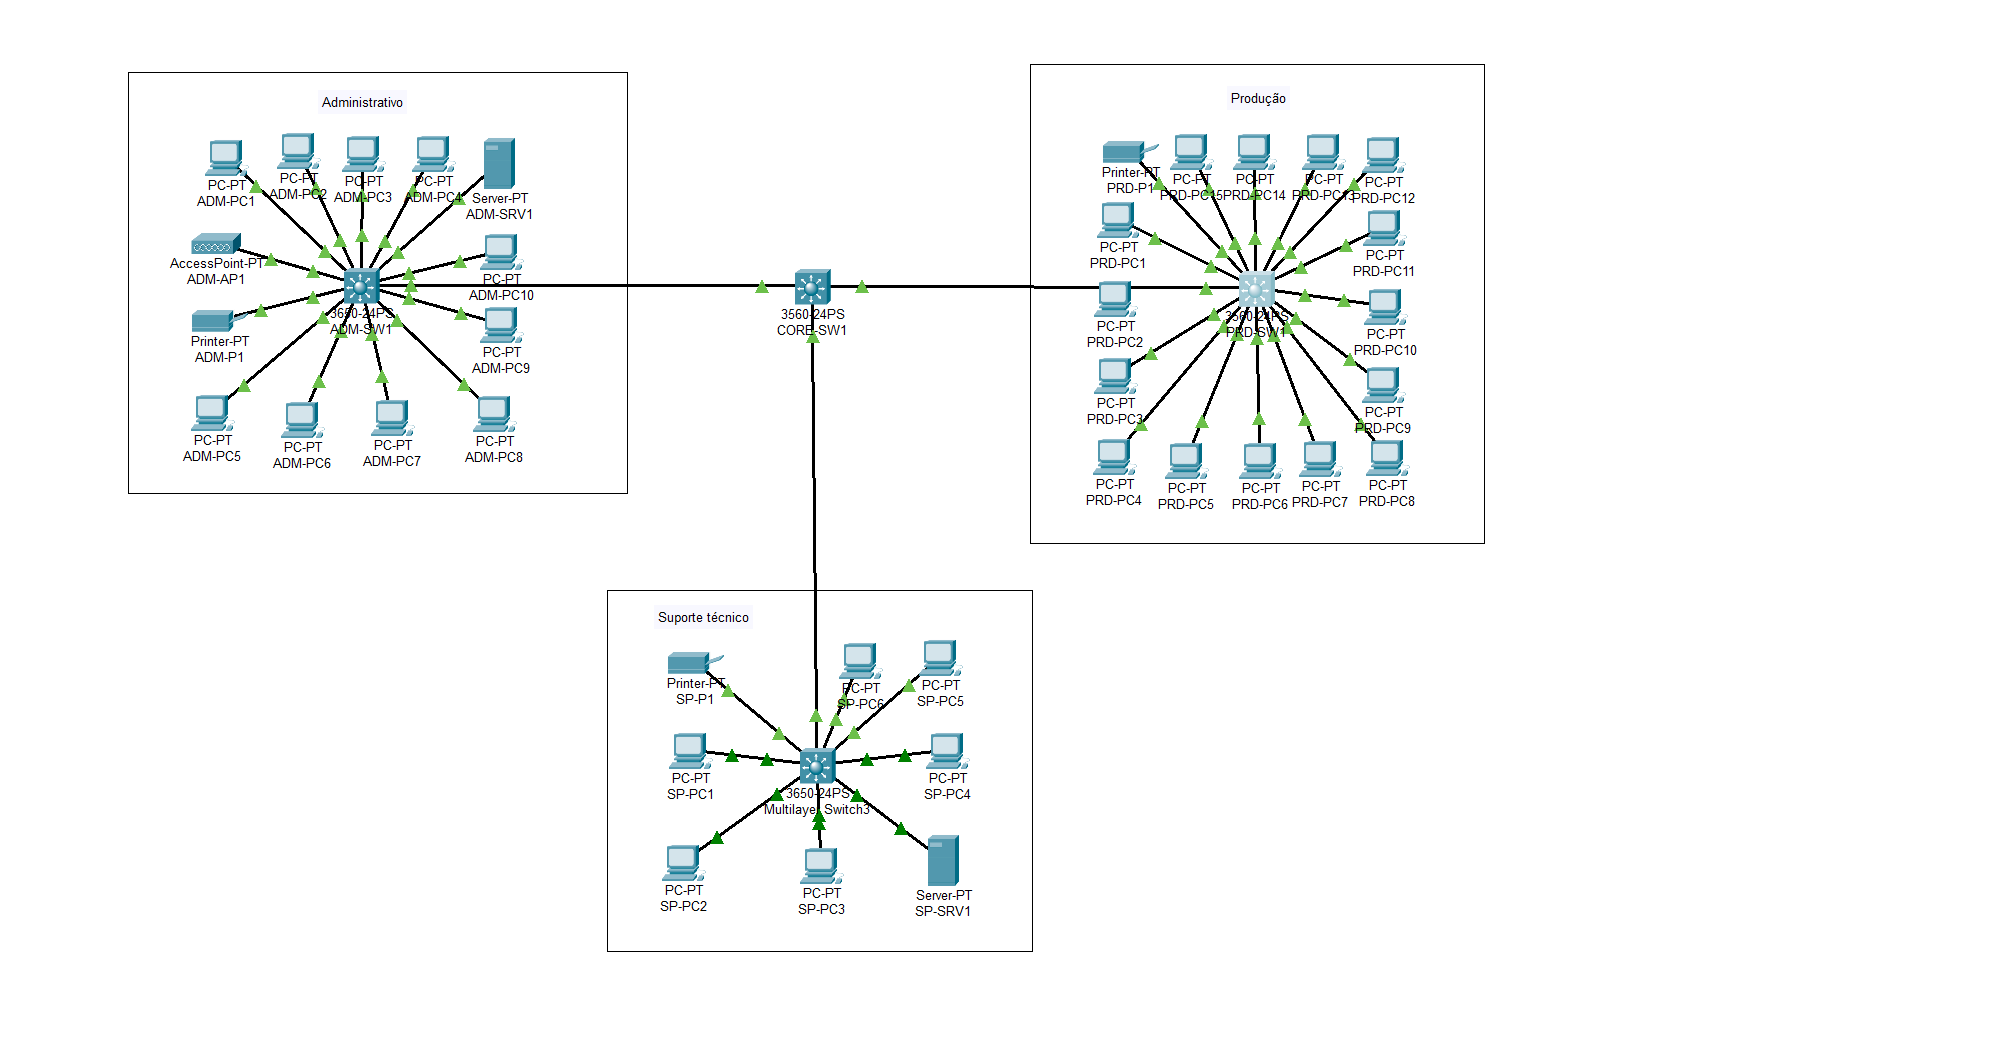 Administrativo
PC-PT
ADM-PC1
PC-PT
ADM-PC2
PC-PT
ADM-PC3
PC-PT
ADM-PC4
Server-PT
ADM-SRV1
AccessPoint-PT
ADM-AP1
PC-PT
ADM-PC10
3650-24PS
ADM-SW1
Printer-PT
ADM-P1
PC-PT
ADM-PC9
PC-PT
ADM-PC5
PC-PT
ADM-PC6
PC-PT
ADM-PC7
PC-PT
ADM-PC8
3560-24PS
CORE-SW1
Produção
Printer-PT
PRD-P1
PC-PT
PRD-PC15
PC-PT
PRD-PC14
PC-PT
PRD-PC13
PC-PT
PRD-PC12
PC-PT
PRD-PC1
PC-PT
PRD-PC11
PC-PT
PRD-PC2
3560-24PS
PRD-SW1
PC-PT
PRD-PC10
PC-PT
PRD-PC3
PC-PT
PRD-PC9
PC-PT
PRD-PC4
PC-PT
PRD-PC5
PC-PT
PRD-PC6
PC-PT
PRD-PC7
PC-PT
PRD-PC8
Suporte técnico
Printer-PT
SP-P1
PC-PT
SP-PC6
PC-PT
SP-PC5
PC-PT
SP-PC1
3650-24PS
Multilayer Switch3
PC-PT
SP-PC4
PC-PT
SP-PC2
PC-PT
SP-PC3
Server-PT
SP-SRV1